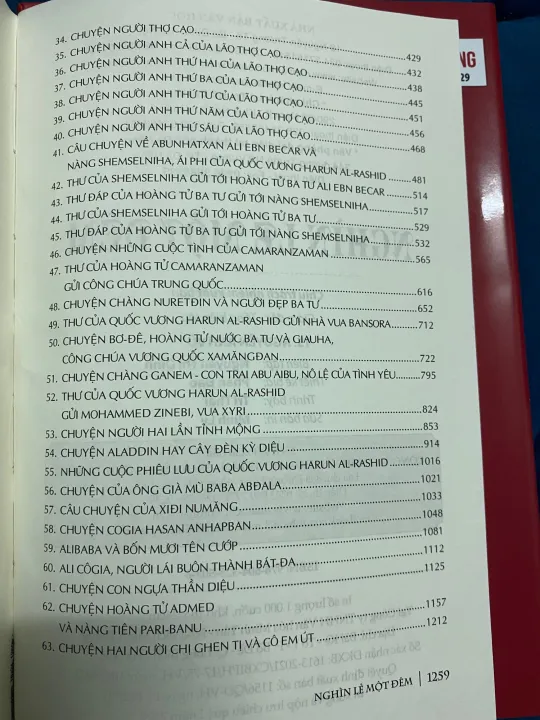 34. CHUYỆN NGƯỜI THỢ CẠO 429
35. CHUYỆN NGƯỜI ANH CẢ CỦA LÃO THỢ CẠO 432
36. CHUYỆN NGƯỜI ANH THỨ HAI CỦA LÃO THỢ CẠO 438
37. CHUYỆN NGƯỜI ANH THỨ BA CỦA LÃO THỢ CẠO 445
38. CHUYỆN NGƯỜI ANH THỨ TƯ CỦA LÃO THỢ CẠO 451
39. CHUYỆN NGƯỜI ANH THỨ NĂM CỦA LÃO THỢ CẠO 456
40. CHUYỆN NGƯỜI ANH THỨ SÁU CỦA LÃO THỢ CẠO 468
41. CÂU CHUYỆN VỀ ABUNHATXAN ALI EBN BECAR VÀ
NÀNG SHEMSELNIHA, ÁI PHI CỦA QUỐC VƯƠNG HARUN AL-RASHID 481
42. THƯ CỦA SHEMSELNIHA GỬI TỚI HOÀNG TỬ BA TƯ ALI EBN BECAR 514
43. THƯ ĐÁP CỦA HOÀNG TỬ BA TƯ GỬI TỚI NÀNG SHEMSELNIHA 517
44. THƯ CỦA SHEMSELNIHA GỬI TỚI HOÀNG TỬ BA TƯ 529
45. THƯ ĐÁP CỦA HOÀNG TỬ BA TƯ GỬI TỚI NÀNG SHEMSELNIHA 532
46. CHUYỆN NHỮNG CUỘC TÌNH CỦA CAMARANZAMAN 565
47. THƯ CỦA HOÀNG TỬ CAMARANZAMAN
GỬI CÔNG CHÚA TRUNG QUỐC 616
48. CHUYỆN CHÀNG NURETDIN VÀ NGƯỜI ĐẸP BA TƯ 652
49. THƯ CỦA QUỐC VƯƠNG HARUN AL-RASHID GỬI NHÀ VUA BANSORA 712
50. CHUYỆN BƠ-ĐÊ, HOÀNG TỬ NƯỚC BA TƯ VÀ GIAUHA,
CÔNG CHÚA VƯƠNG QUỐC XAMĂNGĐAN 722
51. CHUYỆN CHÀNG GANEM - CON TRAI ABU AIBU, NÔ LỆ CỦA TÌNH YÊU 795
52. THƯ CỦA QUỐC VƯƠNG HARUN AL-RASHID
GỬI MOHAMMED ZINEBI, VUA XYRI 824
53. CHUYỆN NGƯỜI HAI LẦN TỈNH MỘNG 853
54. CHUYỆN ALADDIN HAY CÂY ĐÈN KỲ DIỆU 914
55. NHỮNG CUỘC PHIÊU LƯU CỦA QUỐC VƯƠNG HARUN AL-RASHID 1016
56. CHUYỆN CỦA ÔNG GIÀ MÙ BABA ABĐALA 1021
57. CÂU CHUYỆN CỦA XIĐI NUMĂNG 1033
58. CHUYỆN COGIA HASAN ANHAPBAN 1048
59. ALIBABA VÀ BỐN MƯƠI TÊN CƯỚP 1081
60. ALI CÔGIA, NGƯỜI LÁI BUÔN THÀNH BÁT-ĐA 1112
61. CHUYỆN CON NGỰA THẦN DIỆU 1125
62. CHUYỆN HOÀNG TỬ ADMED
VÀ NÀNG TIÊN PARI-BANU 1157
63. CHUYỆN HAI NGƯỜI CHỊ GHEN TỊ VÀ CÔ EM ÚT 1212
NGHÌN LẺ MỘT ĐÊM | 1259
NG
29